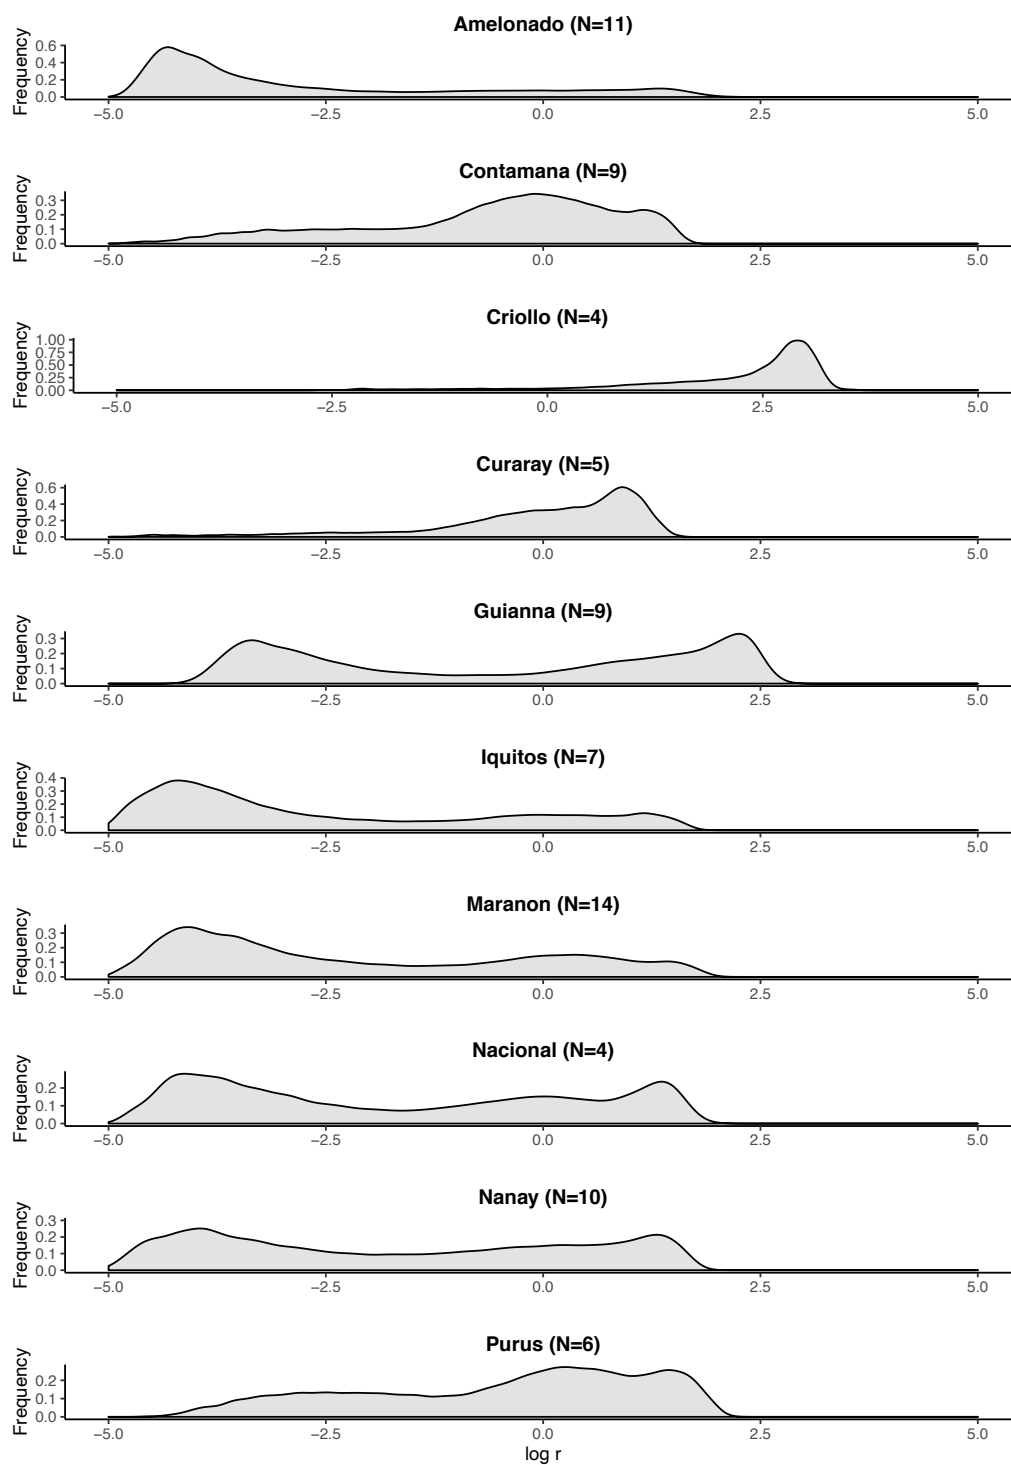 Amelonado (N=11)
Frequency
0.6
0.4
0.2
0.0
−5.0 −2.5 0.0 2.5 5.0
Contamana (N=9)
Frequency
0.3
0.2
0.1
0.0
−5.0 −2.5 0.0 2.5 5.0
Criollo (N=4)
Frequency
1.00
0.75
0.50
0.25
0.00
−5.0 −2.5 0.0 2.5 5.0
Curaray (N=5)
Frequency
0.6
0.4
0.2
0.0
−5.0 −2.5 0.0 2.5 5.0
Guianna (N=9)
Frequency
0.3
0.2
0.1
0.0
−5.0 −2.5 0.0 2.5 5.0
Iquitos (N=7)
Frequency
0.4
0.3
0.2
0.1
0.0
−5.0 −2.5 0.0 2.5 5.0
Maranon (N=14)
Frequency
0.3
0.2
0.1
0.0
−5.0 −2.5 0.0 2.5 5.0
Nacional (N=4)
Frequency
0.2
0.1
0.0
−5.0 −2.5 0.0 2.5 5.0
Nanay (N=10)
Frequency
0.3
0.2
0.1
0.0
−5.0 −2.5 0.0 2.5 5.0
Purus (N=6)
Frequency
0.2
0.1
0.0
−5.0 −2.5 0.0 2.5 5.0
log r